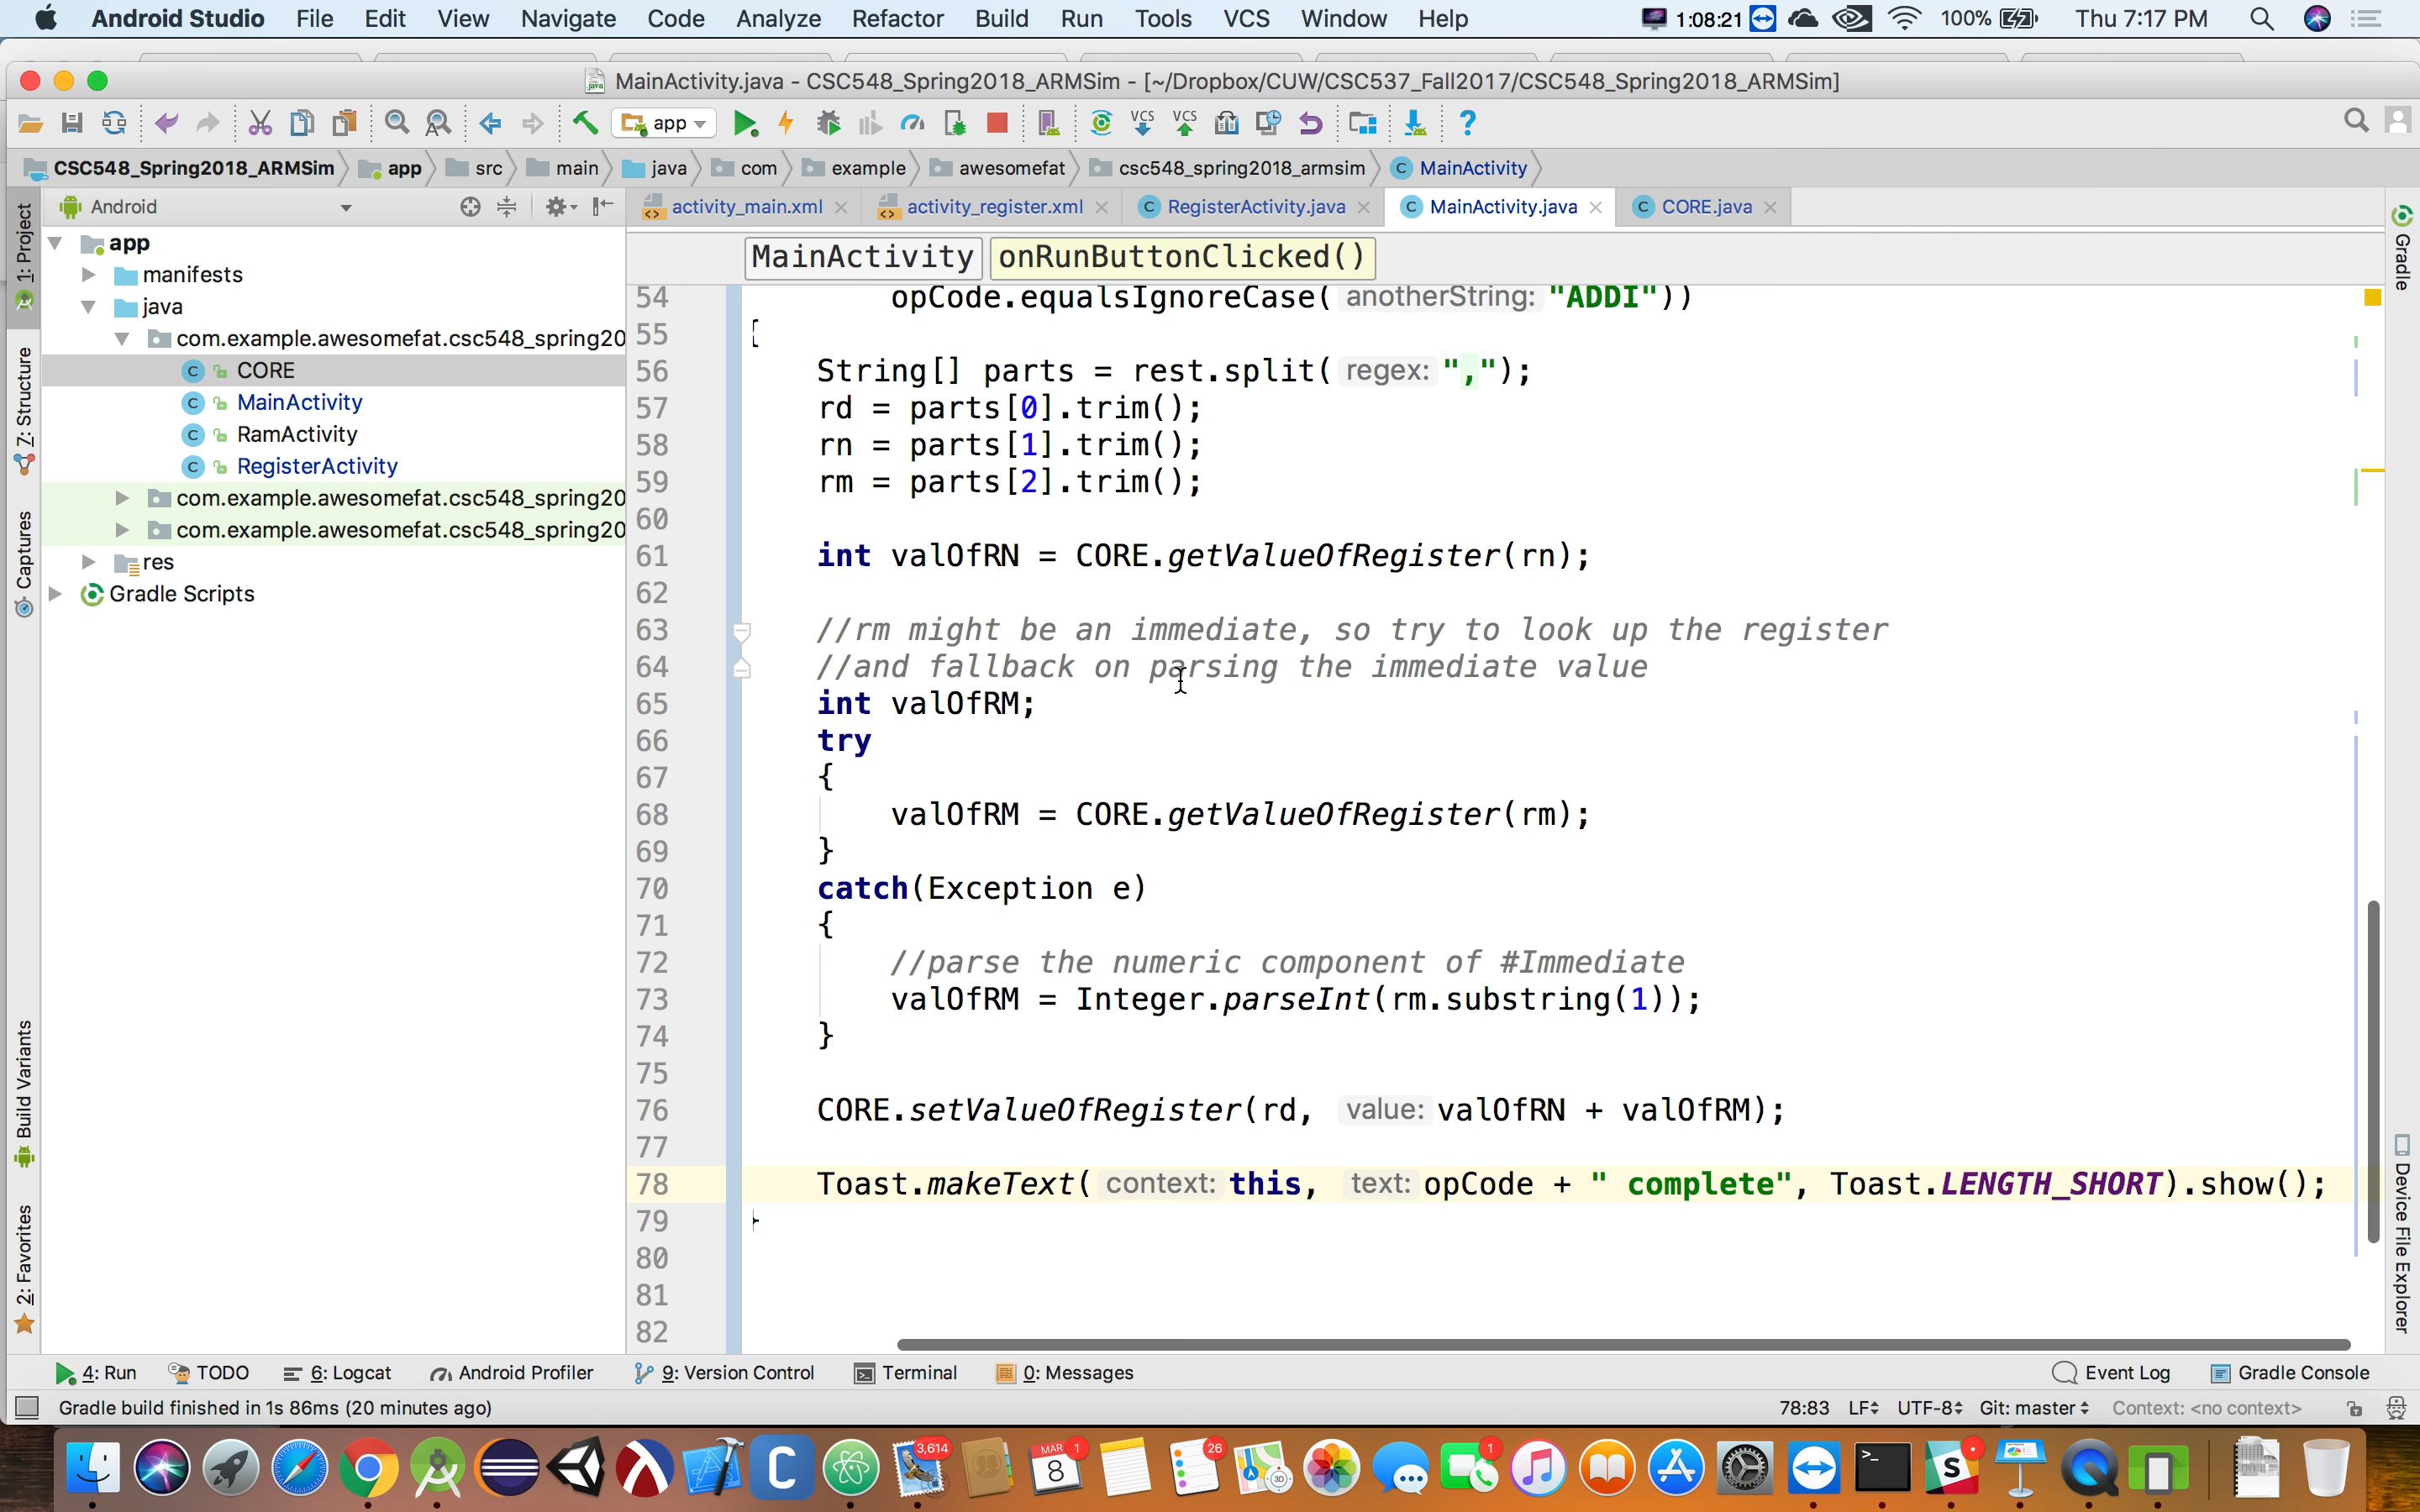 Android Studio File Edit View Navigate Code Analyze Refactor Build Run Tools VCS Window Help 1:08:21 100% Thu 7:17 PM
MainActivity.java - CSC548_Spring2018_ARMSim - [~/Dropbox/CUW/CSC537_Fall2017/CSC548_Spring2018_ARMSim]
app VCS VCS ?
CSC548_Spring2018_ARMSim app src main java com example awesomefat csc548_spring2018_armsim MainActivity
Android activity_main.xml activity_register.xml RegisterActivity.java MainActivity.java CORE.java
1: Project
7: Structure
Captures
Build Variants
2: Favorites
app
manifests
java
com.example.awesomefat.csc548_spring20
CORE
MainActivity
RamActivity
RegisterActivity
com.example.awesomefat.csc548_spring20
com.example.awesomefat.csc548_spring20
res
Gradle Scripts
MainActivity onRunButtonClicked()
54 opCode.equalsIgnoreCase( anotherString: "ADDI"))
55 {
56 String[] parts = rest.split( regex: ",");
57 rd = parts[0].trim();
58 rn = parts[1].trim();
59 rm = parts[2].trim();
60
61 int valOfRN = CORE.getValueOfRegister(rn);
62
63 //rm might be an immediate, so try to look up the register
64 //and fallback on parsing the immediate value
65 int valOfRM;
66 try
67 {
68 valOfRM = CORE.getValueOfRegister(rm);
69 }
70 catch(Exception e)
71 {
72 //parse the numeric component of #Immediate
73 valOfRM = Integer.parseInt(rm.substring(1));
74 }
75
76 CORE.setValueOfRegister(rd, value: valOfRN + valOfRM);
77
78 Toast.makeText( context: this, text: opCode + " complete", Toast.LENGTH_SHORT).show();
79 }
80
81
82
Gradle
Device File Explorer
4: Run TODO 6: Logcat Android Profiler 9: Version Control Terminal 0: Messages Event Log Gradle Console
Gradle build finished in 1s 86ms (20 minutes ago) 78:83 LF UTF-8 Git: master Context: <no context>
3,614 MAR 8 1 26 3D 1